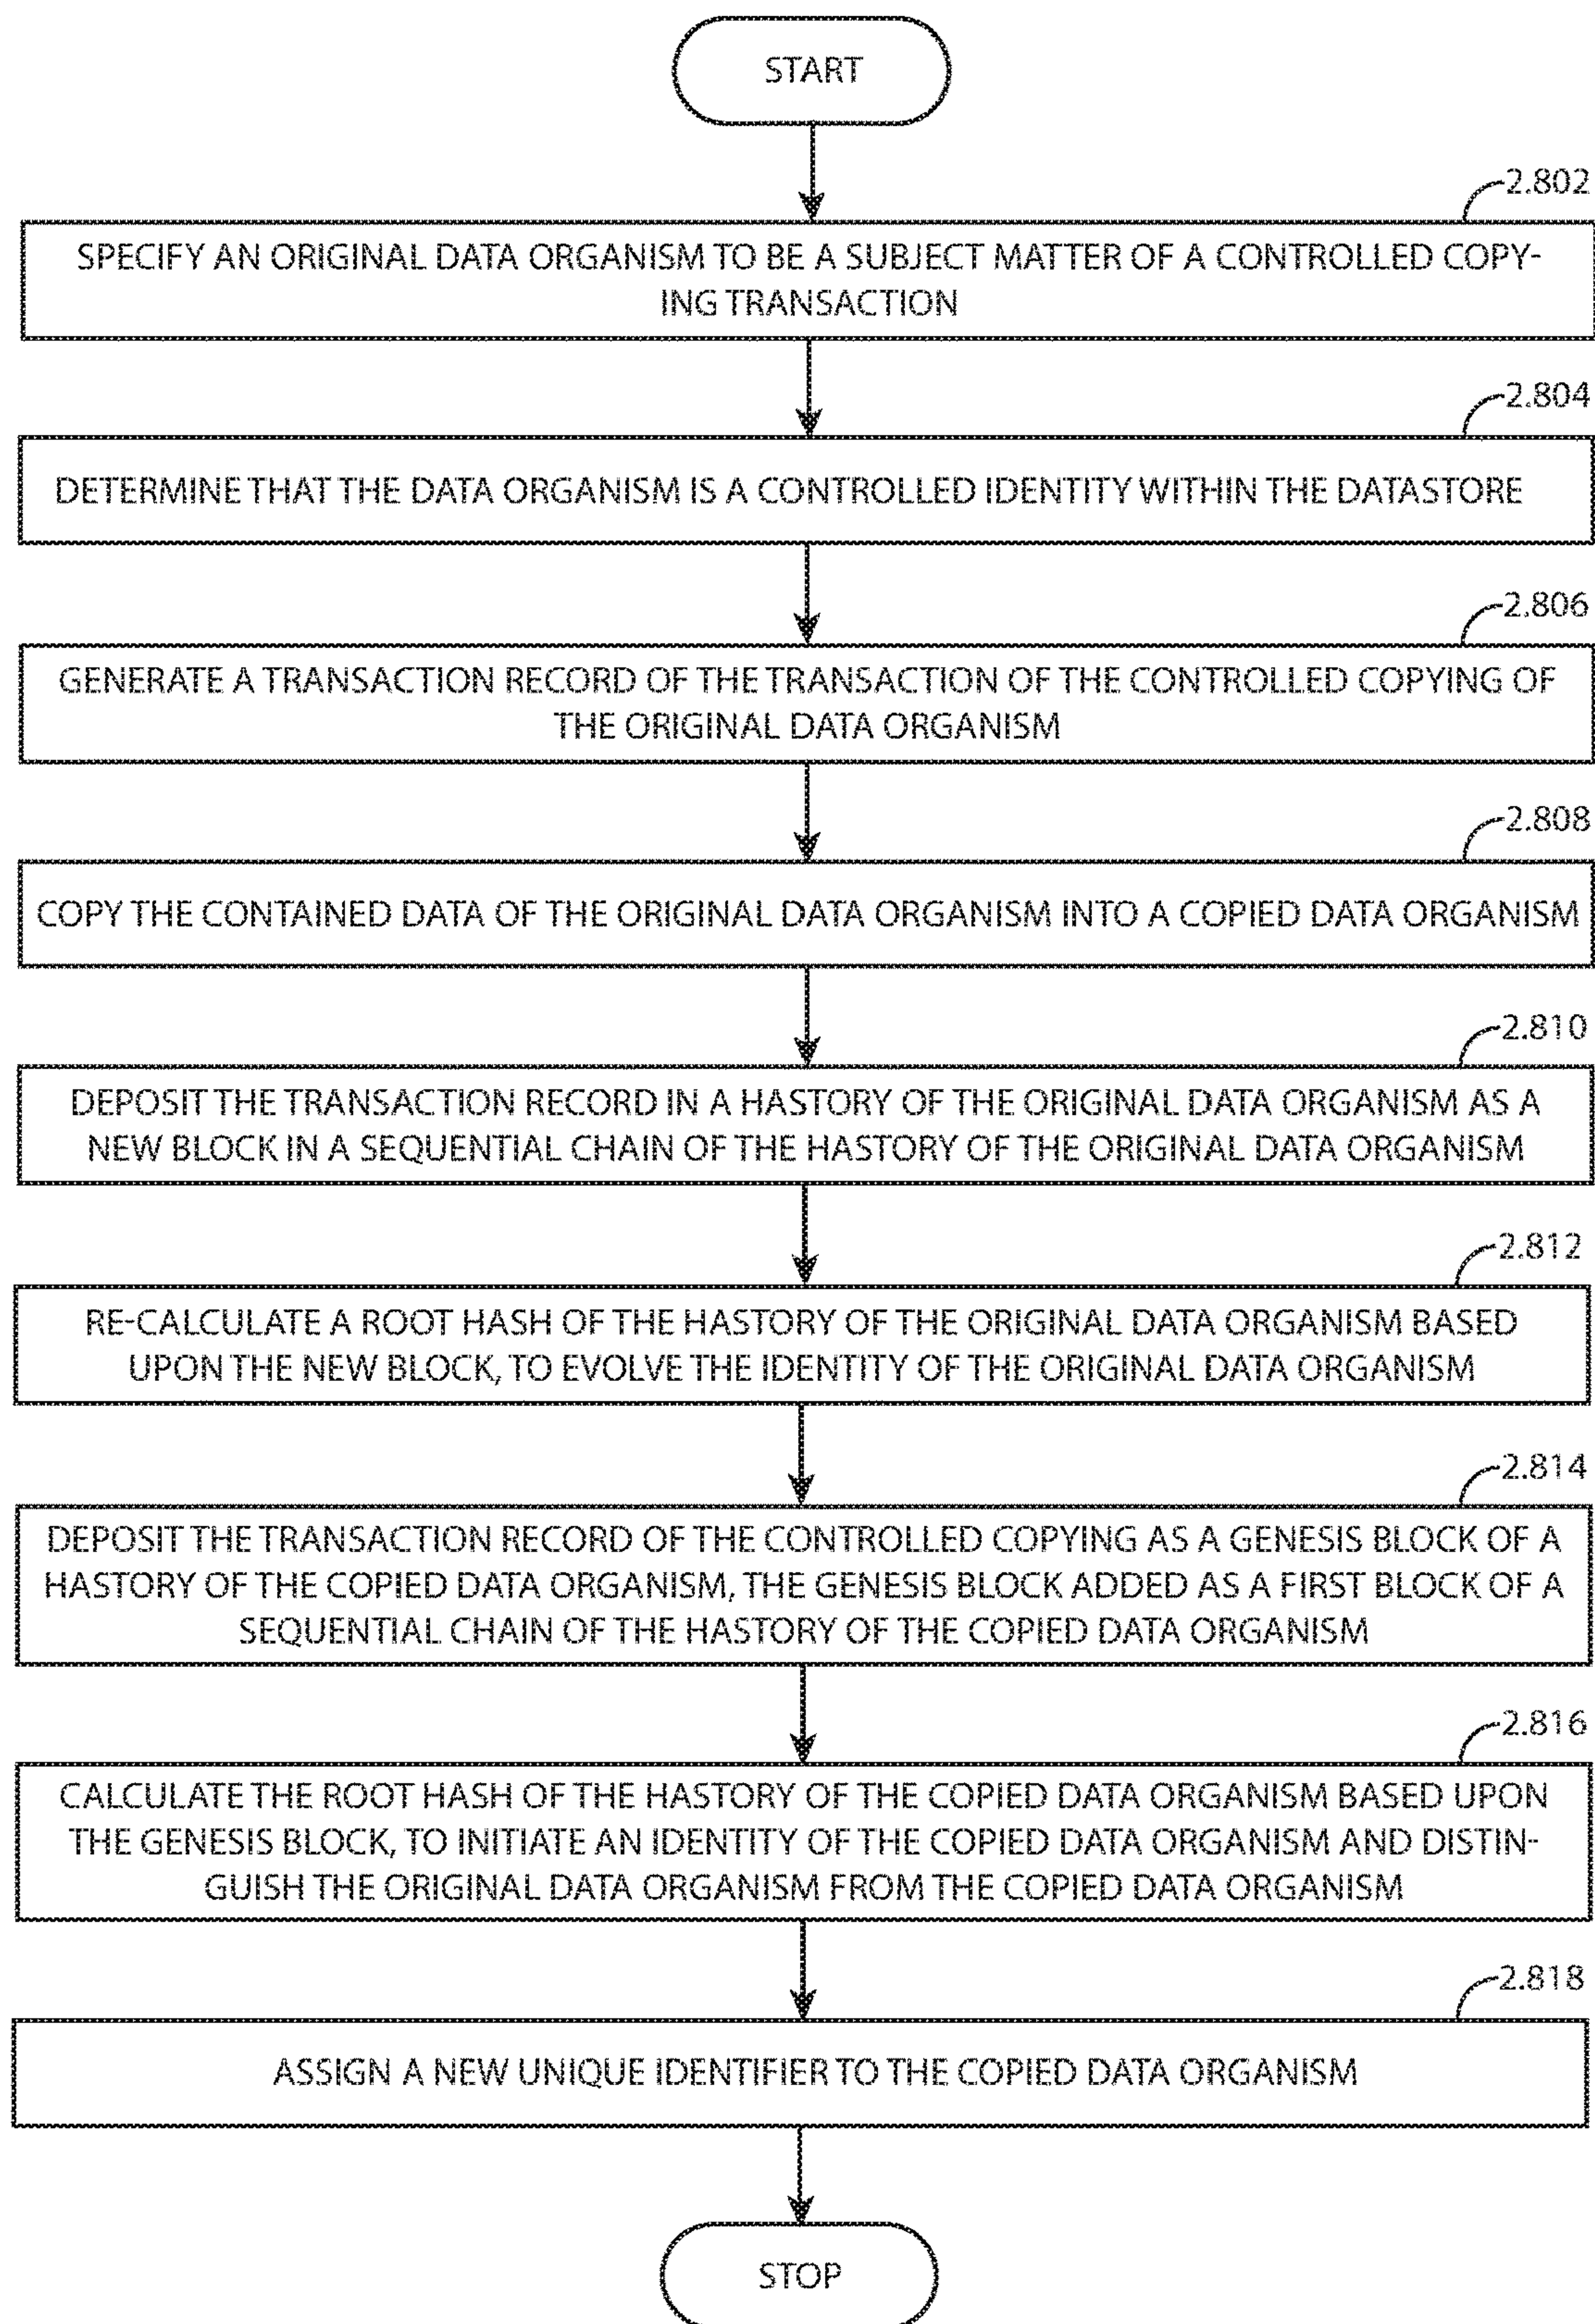 START
2.802
SPECIFY AN ORIGINAL DATA ORGANISM TO BE A SUBJECT MATTER OF A CONTROLLED COPY-
ING TRANSACTION
2.804
DETERMINE THAT THE DATA ORGANISM IS A CONTROLLED IDENTITY WITHIN THE DATASTORE
2.806
GENERATE A TRANSACTION RECORD OF THE TRANSACTION OF THE CONTROLLED COPYING OF
THE ORIGINAL DATA ORGANISM
2.808
COPY THE CONTAINED DATA OF THE ORIGINAL DATA ORGANISM INTO A COPIED DATA ORGANISM
2.810
DEPOSIT THE TRANSACTION RECORD IN A HASTORY OF THE ORIGINAL DATA ORGANISM AS A
NEW BLOCK IN A SEQUENTIAL CHAIN OF THE HASTORY OF THE ORIGINAL DATA ORGANISM
2.812
RE-CALCULATE A ROOT HASH OF THE HASTORY OF THE ORIGINAL DATA ORGANISM BASED
UPON THE NEW BLOCK, TO EVOLVE THE IDENTITY OF THE ORIGINAL DATA ORGANISM
2.814
DEPOSIT THE TRANSACTION RECORD OF THE CONTROLLED COPYING AS A GENESIS BLOCK OF A
HASTORY OF THE COPIED DATA ORGANISM, THE GENESIS BLOCK ADDED AS A FIRST BLOCK OF A
SEQUENTIAL CHAIN OF THE HASTORY OF THE COPIED DATA ORGANISM
2.816
CALCULATE THE ROOT HASH OF THE HASTORY OF THE COPIED DATA ORGANISM BASED UPON
THE GENESIS BLOCK, TO INITIATE AN IDENTITY OF THE COPIED DATA ORGANISM AND DISTIN-
GUISH THE ORIGINAL DATA ORGANISM FROM THE COPIED DATA ORGANISM
2.818
ASSIGN A NEW UNIQUE IDENTIFIER TO THE COPIED DATA ORGANISM
STOP